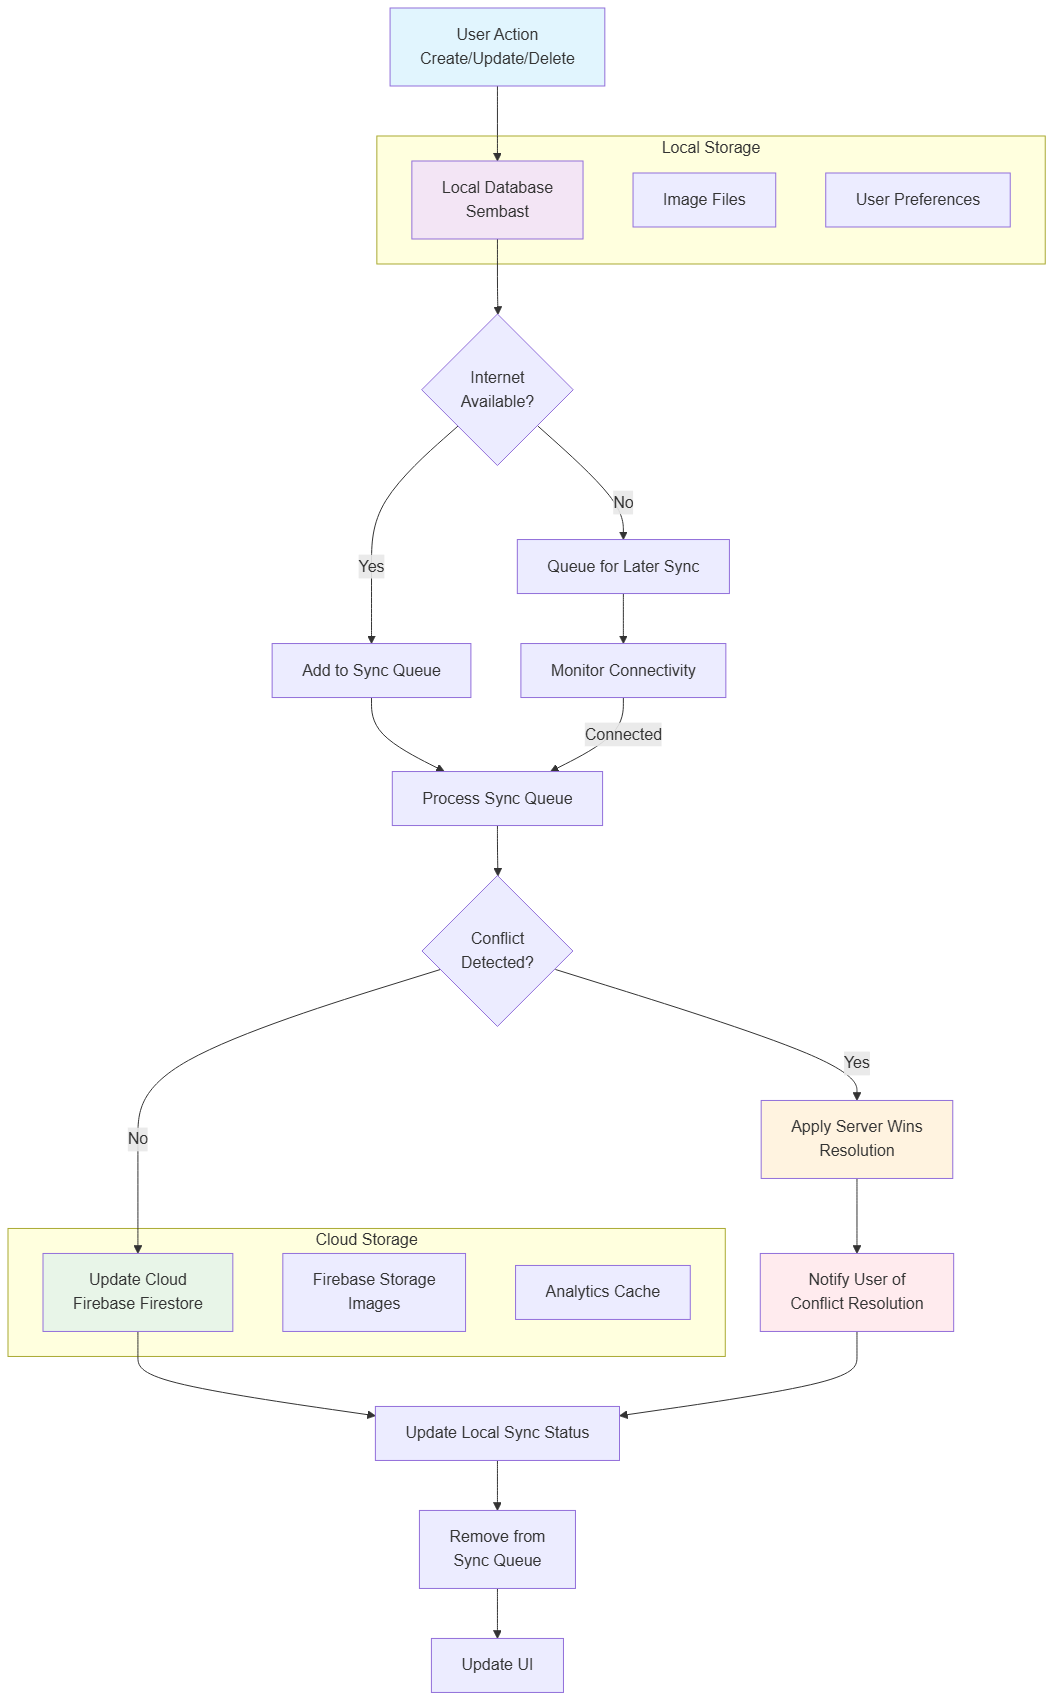 User Action
Create/Update/Delete
Local Storage
Local Database
Sembast
Image Files
User Preferences
Internet
Available?
No
Yes
Queue for Later Sync
Add to Sync Queue
Monitor Connectivity
Connected
Process Sync Queue
Conflict
Detected?
Yes
No
Apply Server Wins
Resolution
Cloud Storage
Update Cloud
Firebase Firestore
Firebase Storage
Images
Analytics Cache
Notify User of
Conflict Resolution
Update Local Sync Status
Remove from
Sync Queue
Update UI